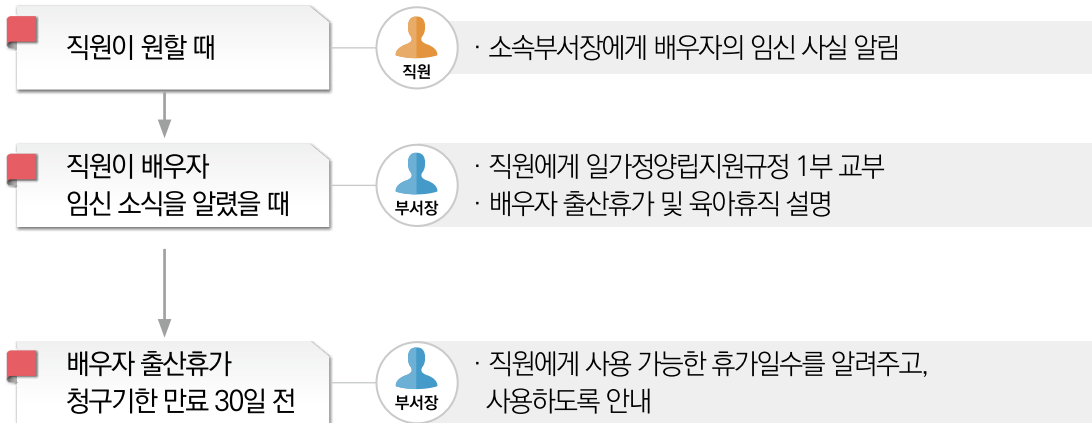 직원이 원할 때
직원
· 소속부서장에게 배우자의 임신 사실 알림
직원이 배우자
임신 소식을 알렸을 때
부서장
· 직원에게 일가정양립지원규정 1부 교부
· 배우자 출산휴가 및 육아휴직 설명
배우자 출산휴가
청구기한 만료 30일 전
부서장
· 직원에게 사용 가능한 휴가일수를 알려주고,
사용하도록 안내